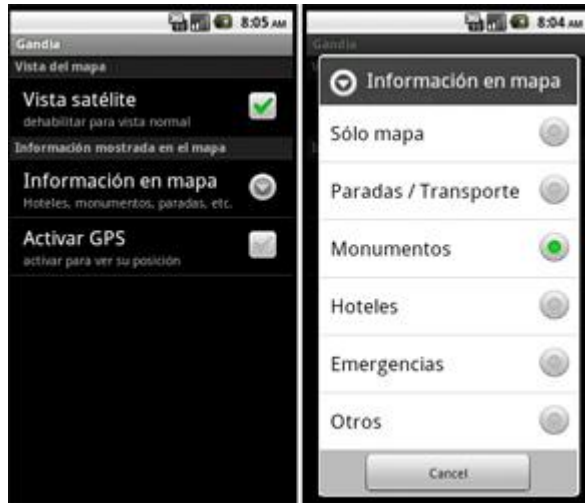 8:05 AM
Gandia
Vista del mapa
Vista satélite
dehabilitar para vista normal
Información mostrada en el mapa
Información en mapa
Hoteles, monumentos, paradas, etc.
Activar GPS
activar para ver su posición
8:04 AM
Gandia
Información en mapa
Sólo mapa
Paradas / Transporte
Monumentos
Hoteles
Emergencias
Otros
Cancel